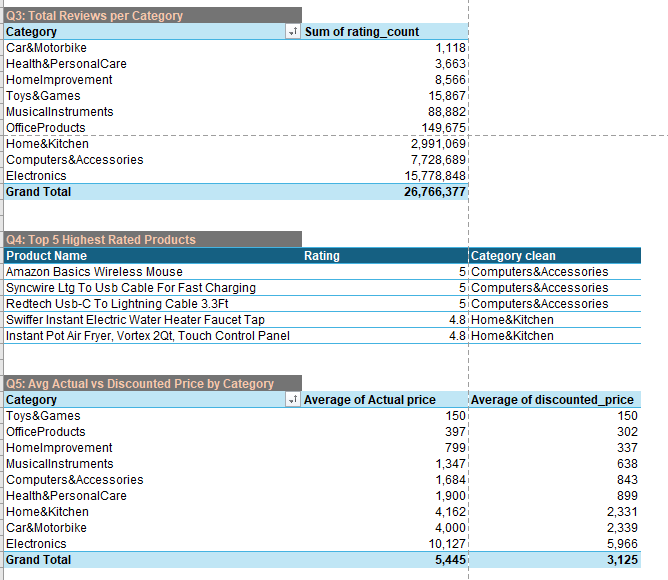 Q3: Total Reviews per Category
Category Sum of rating_count
Car&Motorbike 1,118
Health&PersonalCare 3,663
HomeImprovement 8,566
Toys&Games 15,867
MusicalInstruments 88,882
OfficeProducts 149,675
Home&Kitchen 2,991,069
Computers&Accessories 7,728,689
Electronics 15,778,848
Grand Total 26,766,377
Q4: Top 5 Highest Rated Products
Product Name Rating Category clean
Amazon Basics Wireless Mouse 5 Computers&Accessories
Syncwire Ltg To Usb Cable For Fast Charging 5 Computers&Accessories
Redtech Usb-C To Lightning Cable 3.3Ft 5 Computers&Accessories
Swiffer Instant Electric Water Heater Faucet Tap 4.8 Home&Kitchen
Instant Pot Air Fryer, Vortex 2Qt, Touch Control Panel 4.8 Home&Kitchen
Q5: Avg Actual vs Discounted Price by Category
Category Average of Actual price Average of discounted_price
Toys&Games 150 150
OfficeProducts 397 302
HomeImprovement 799 337
MusicalInstruments 1,347 638
Computers&Accessories 1,684 843
Health&PersonalCare 1,900 899
Home&Kitchen 4,162 2,331
Car&Motorbike 4,000 2,339
Electronics 10,127 5,966
Grand Total 5,445 3,125